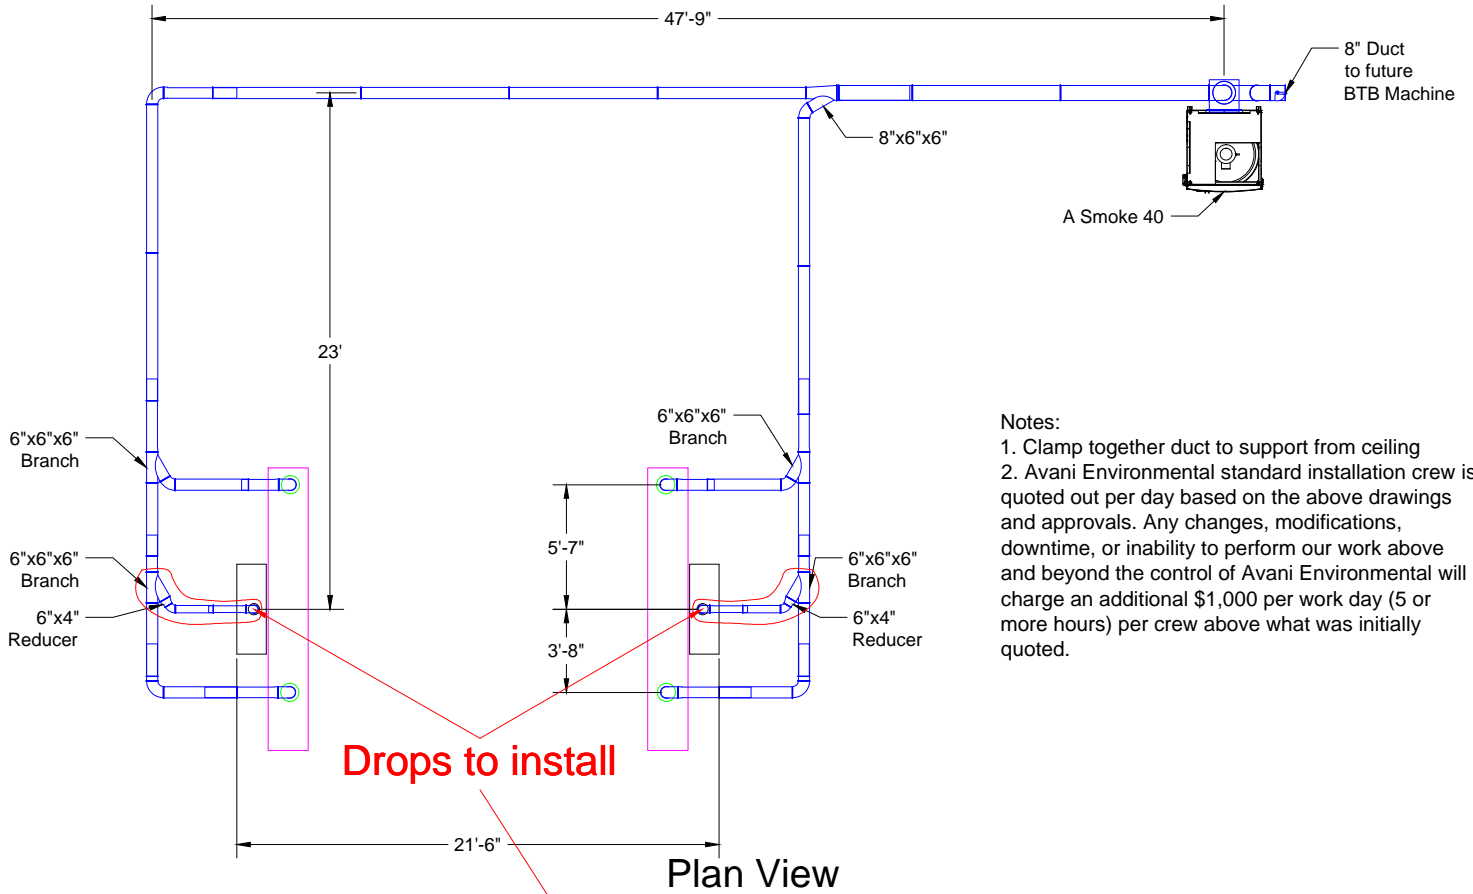 47'-9"
8" Duct
to future
BTB Machine
8"x6"x6"
A Smoke 40
23'
6"x6"x6"
Branch
6"x6"x6"
Branch
Notes:
1. Clamp together duct to support from ceiling
2. Avani Environmental standard installation crew is
quoted out per day based on the above drawings
and approvals. Any changes, modifications,
downtime, or inability to perform our work above
and beyond the control of Avani Environmental will
charge an additional $1,000 per work day (5 or
more hours) per crew above what was initially
quoted.
5'-7"
6"x6"x6"
Branch
6"x4"
Reducer
6"x6"x6"
Branch
6"x4"
Reducer
3'-8"
Drops to install
21'-6"
Plan View